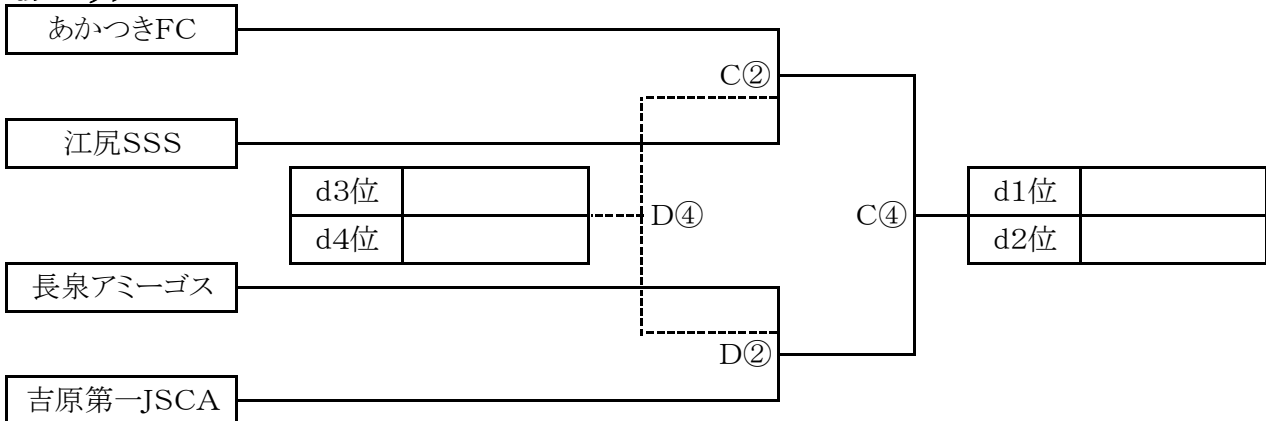 あかつきFC
C②
江尻SSS
d3位
d4位
D④
C④
d1位
d2位
長泉アミーゴス
D②
吉原第一JSCA